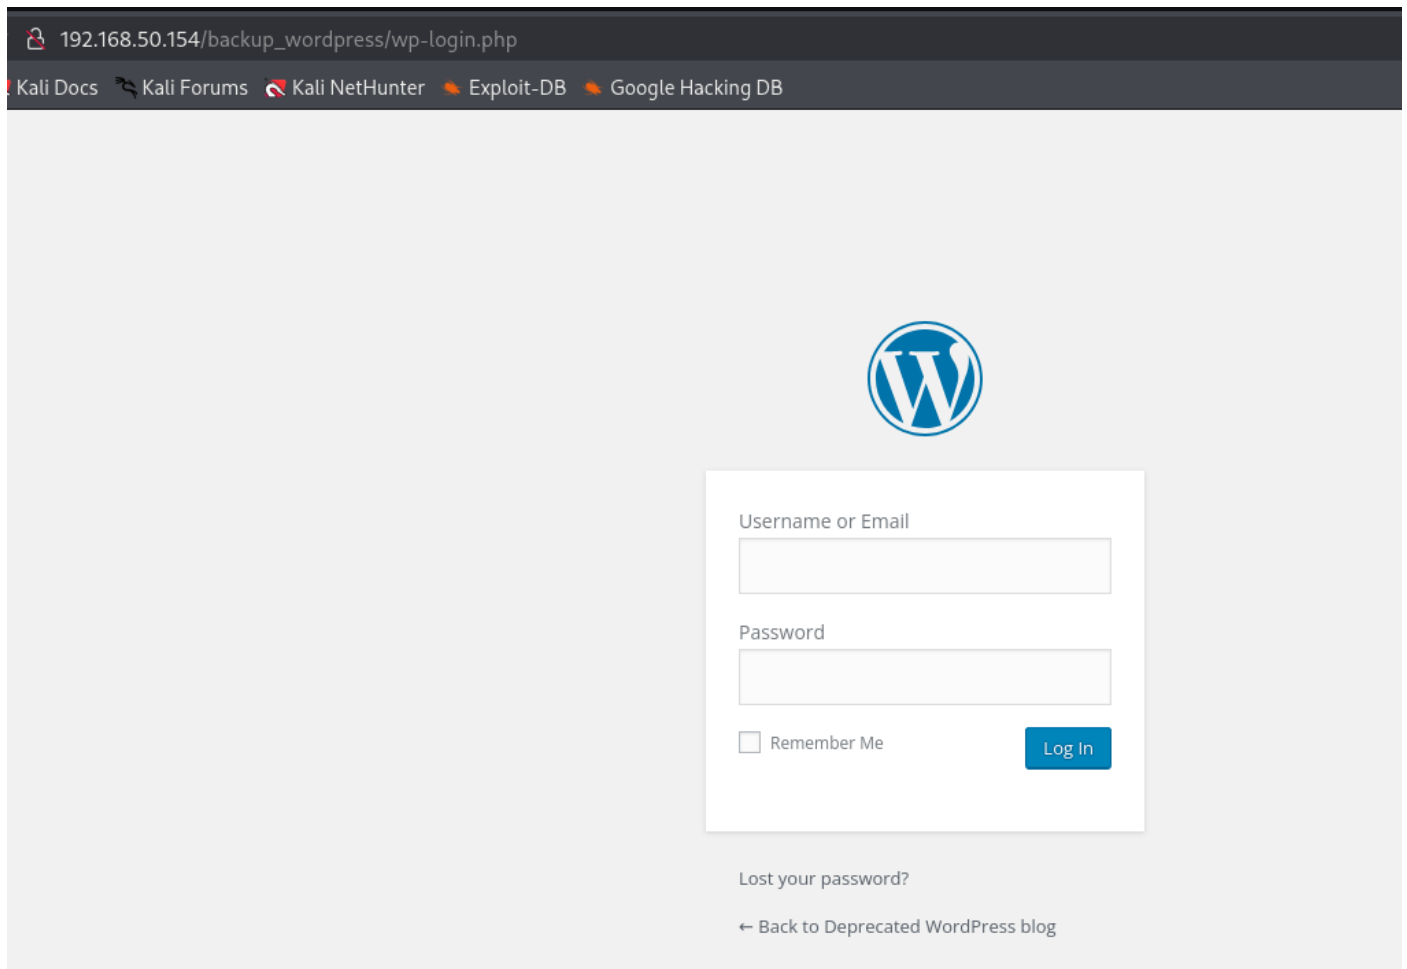 192.168.50.154/backup_wordpress/wp-login.php
Kali Docs Kali Forums Kali NetHunter Exploit-DB Google Hacking DB
Username or Email
Password
Remember Me Log In
Lost your password?
← Back to Deprecated WordPress blog